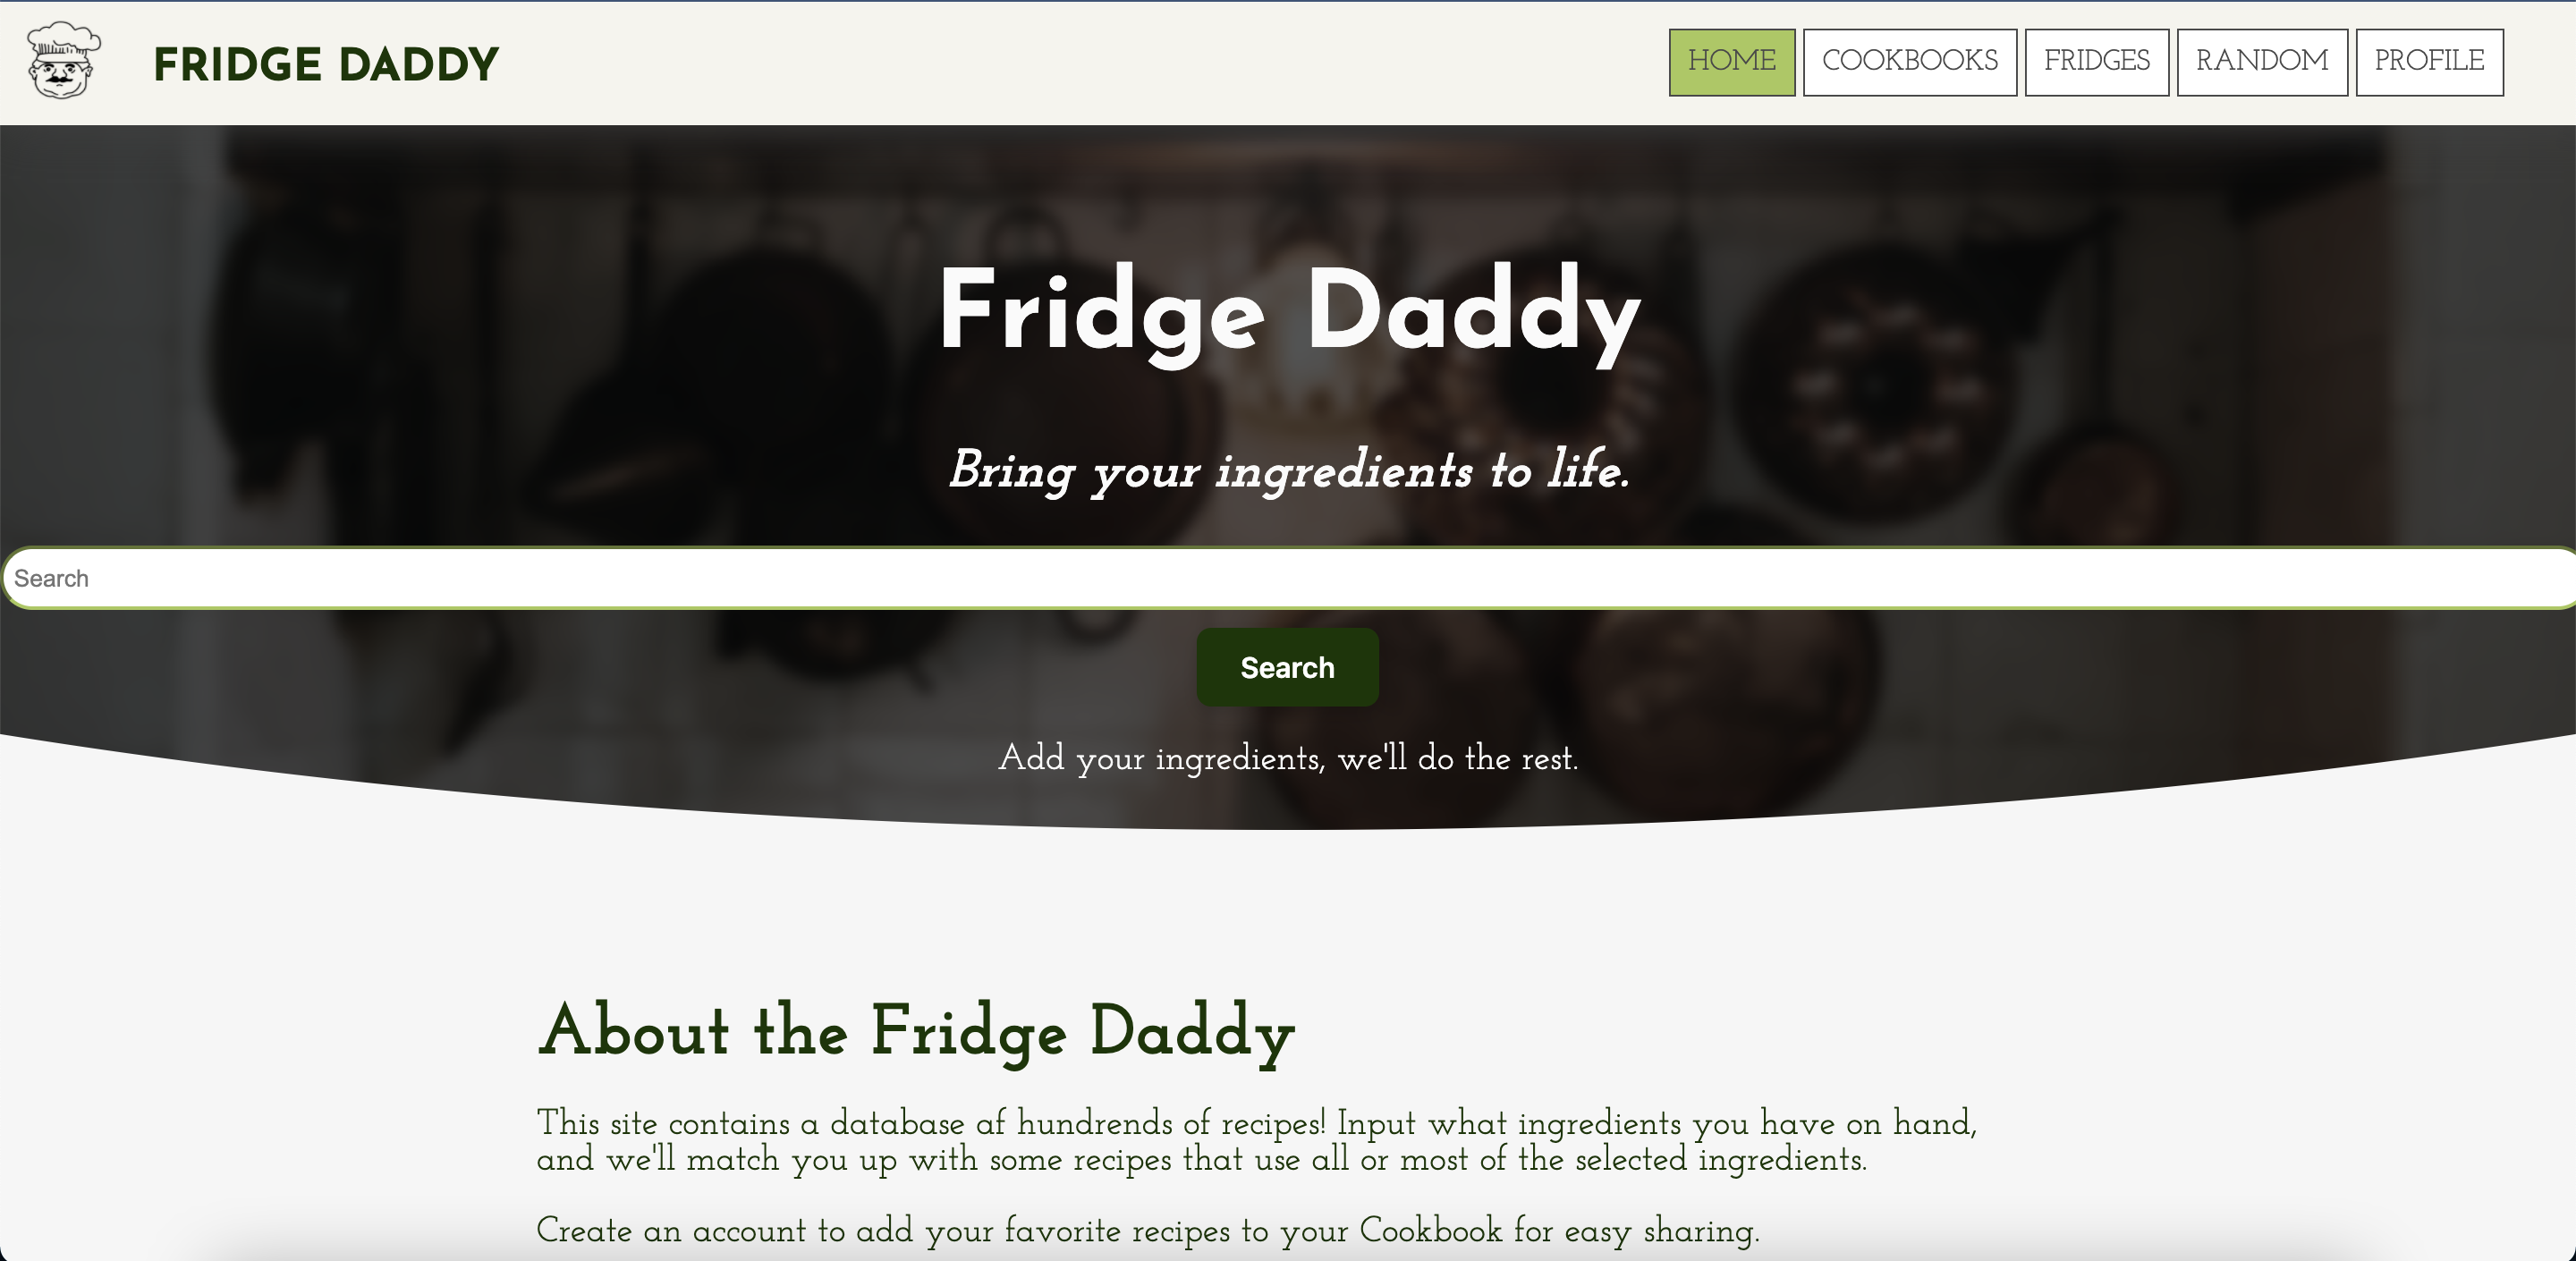 FRIDGE DADDY
HOME
COOKBOOKS
FRIDGES
RANDOM
PROFILE
Fridge Daddy
Bring your ingredients to life.
Search
Search
Add your ingredients, we'll do the rest.
About the Fridge Daddy
This site contains a database af hundrends of recipes! Input what ingredients you have on hand,
and we'll match you up with some recipes that use all or most of the selected ingredients.
Create an account to add your favorite recipes to your Cookbook for easy sharing.